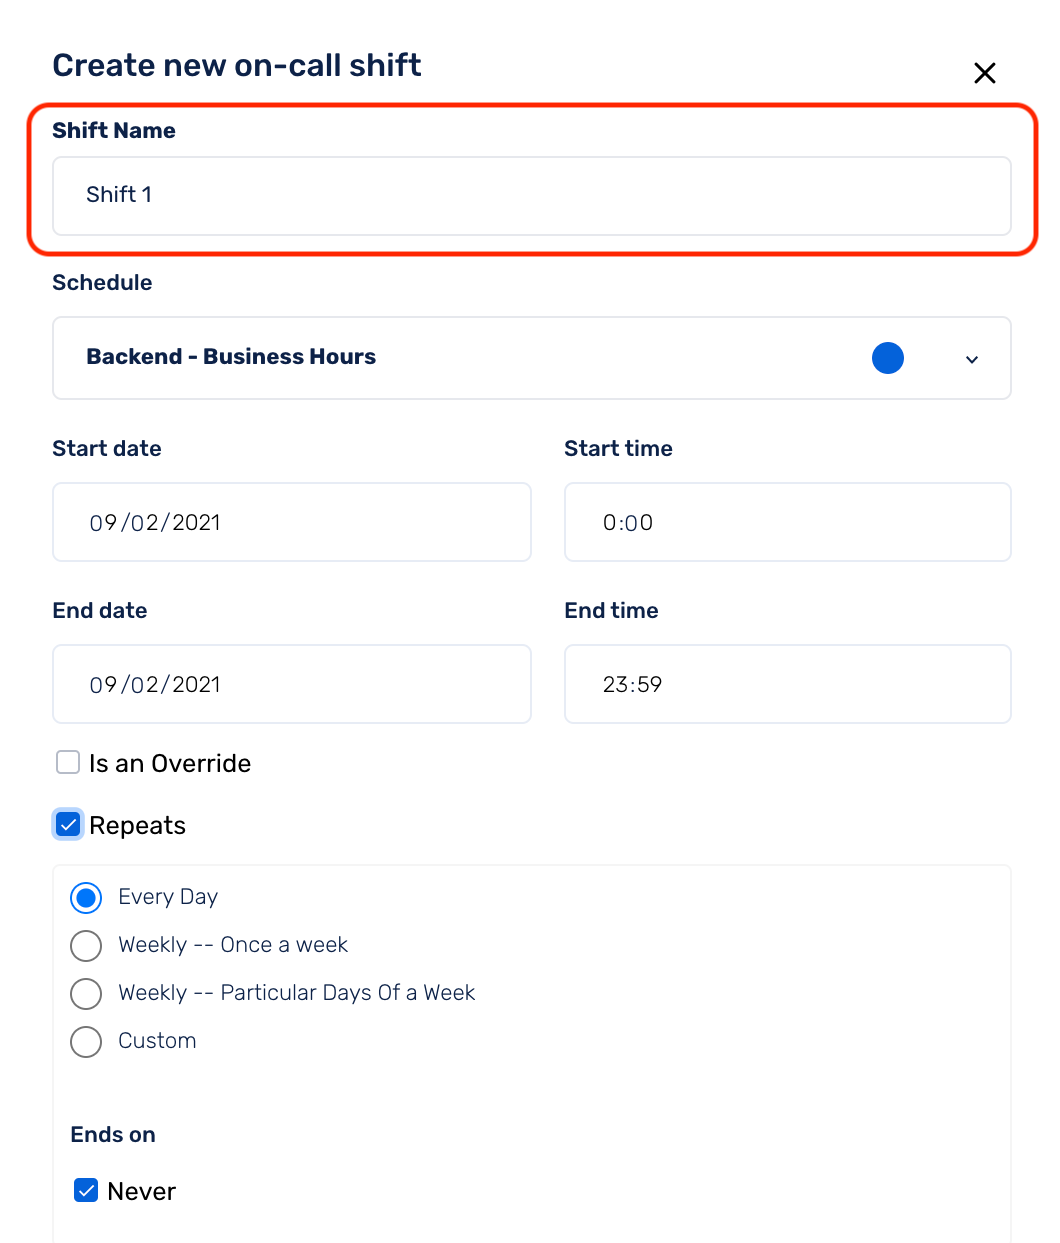 Create new on-call shift
Shift Name
Shift 1
Schedule
Backend - Business Hours
Start date
Start time
09/02/2021
0:00
End date
End time
09/02/2021
23:59
Is an Override
Repeats
Every Day
Weekly -- Once a week
Weekly -- Particular Days Of a Week
Custom
Ends on
Never